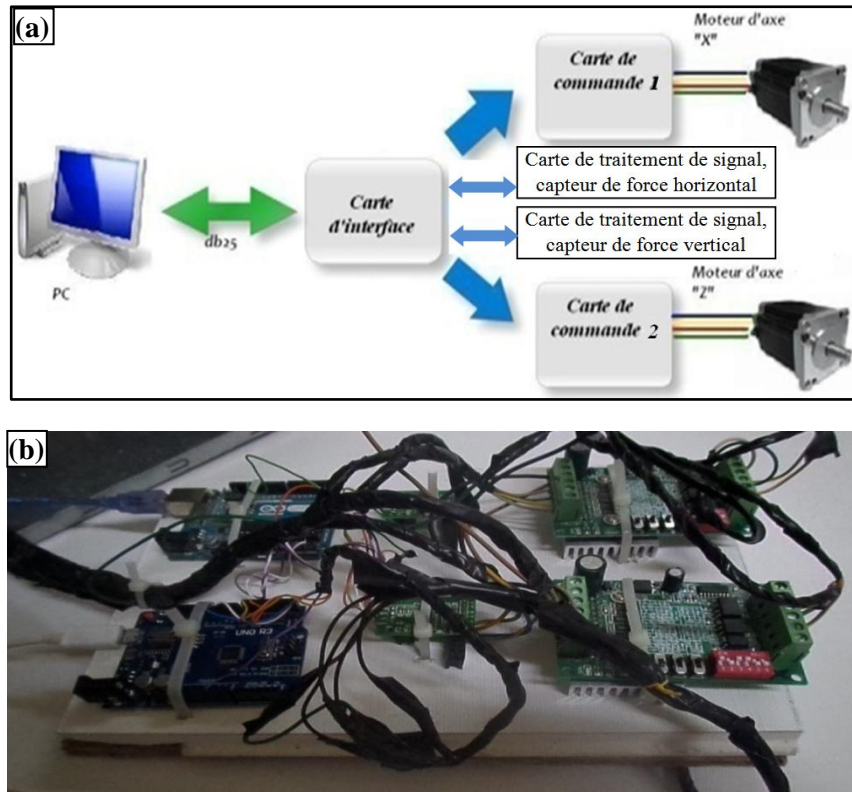 (a)
Moteur d'axe
"X"
Carte de
commande 1
Carte de traitement de signal,
capteur de force horizontal
Carte
d'interface
db25
PC
Carte de traitement de signal,
capteur de force vertical
Moteur d'axe
"Z"
Carte de
commande 2
(b)
UNO R3